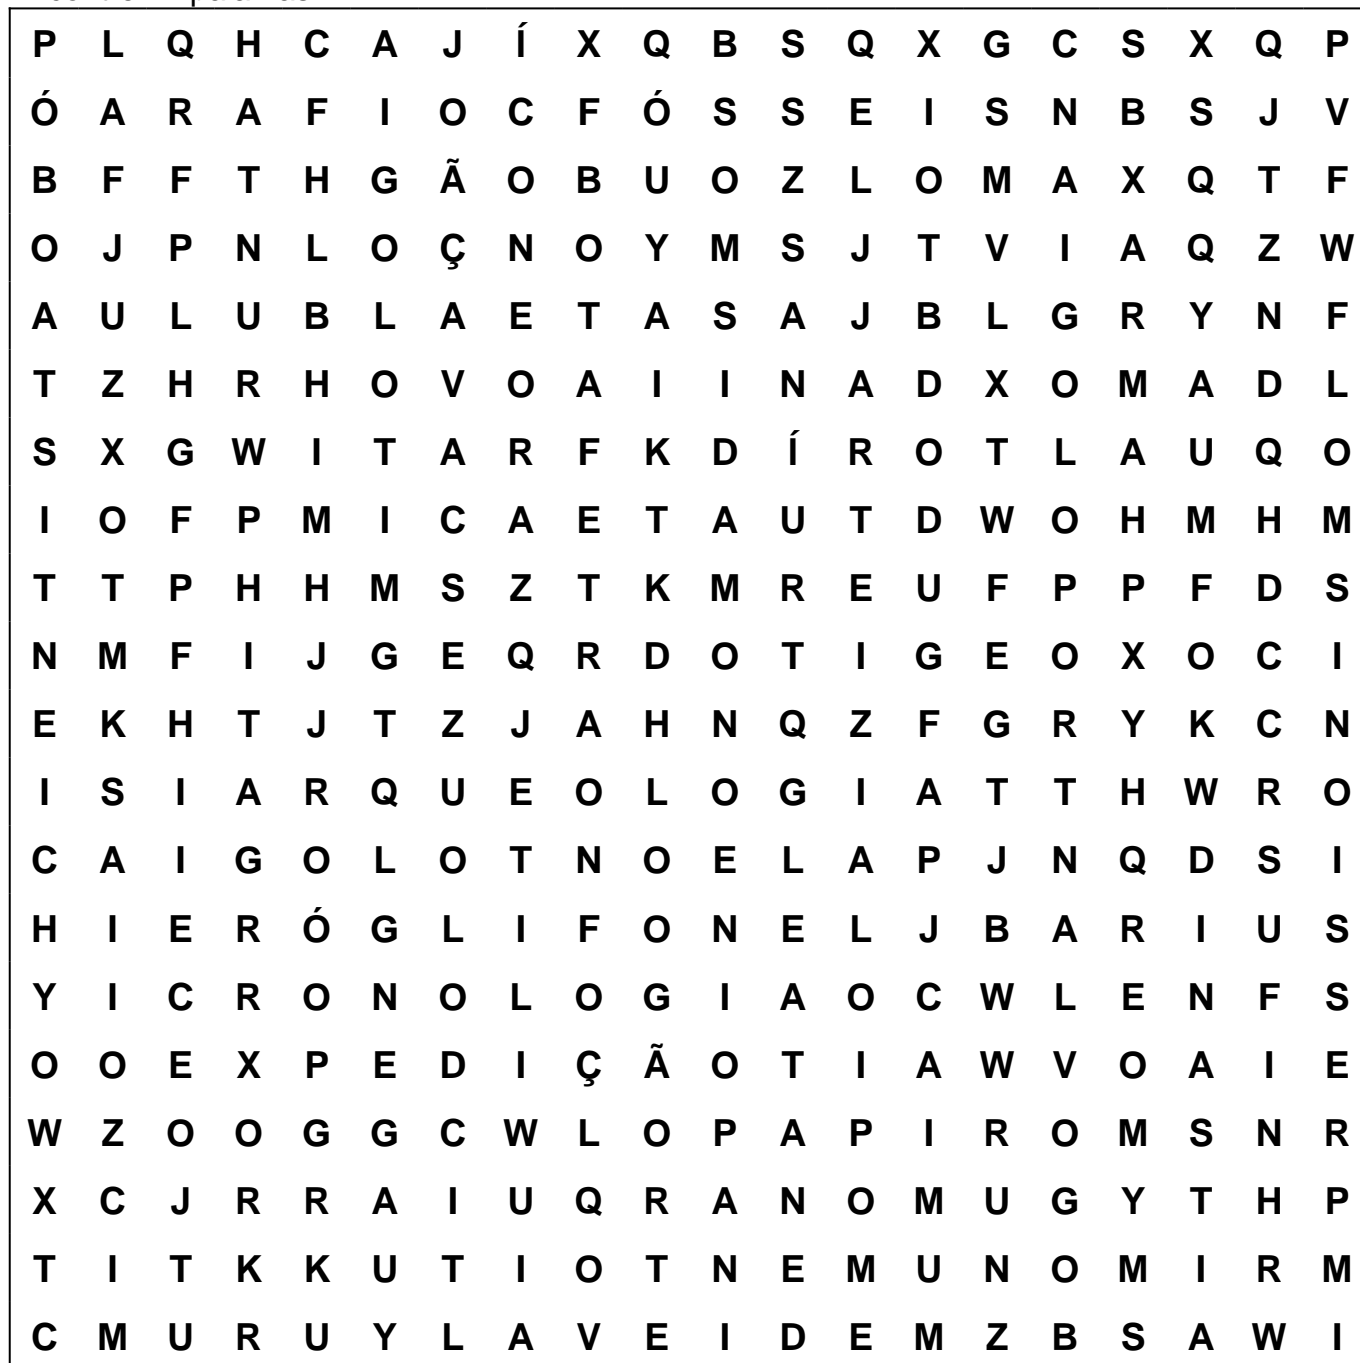 P L Q H C A J Í X Q B S Q X G C S X Q P
Ó A R A F I O C F Ó S S E I S N B S J V
B F F T H G Ã O B U O Z L O M A X Q T F
O J P N L O Ç N O Y M S J T V I A Q Z W
A U L U B L A E T A S A J B L G R Y N F
T Z H R H O V O A I I N A D X O M A D L
S X G W I T A R F K D Í R O T L A U Q O
I O F P M I C A E T A U T D W O H M H M
T T P H H M S Z T K M R E U F P P F D S
N M F I J G E Q R D O T I G E O X O C I
E K H T J T Z J A H N Q Z F G R Y K C N
I S I A R Q U E O L O G I A T T H W R O
C A I G O L O T N O E L A P J N Q D S I
H I E R Ó G L I F O N E L J B A R I U S
Y I C R O N O L O G I A O C W L E N F S
O O E X P E D I Ç Ã O T I A W V O A I E
W Z O O G G C W L O P A P I R O M S N R
X C J R R A I U Q R A N O M U G Y T H P
T I T K K U T I O T N E M U N O M I R M
C M U R U Y L A V E I D E M Z B S A W I